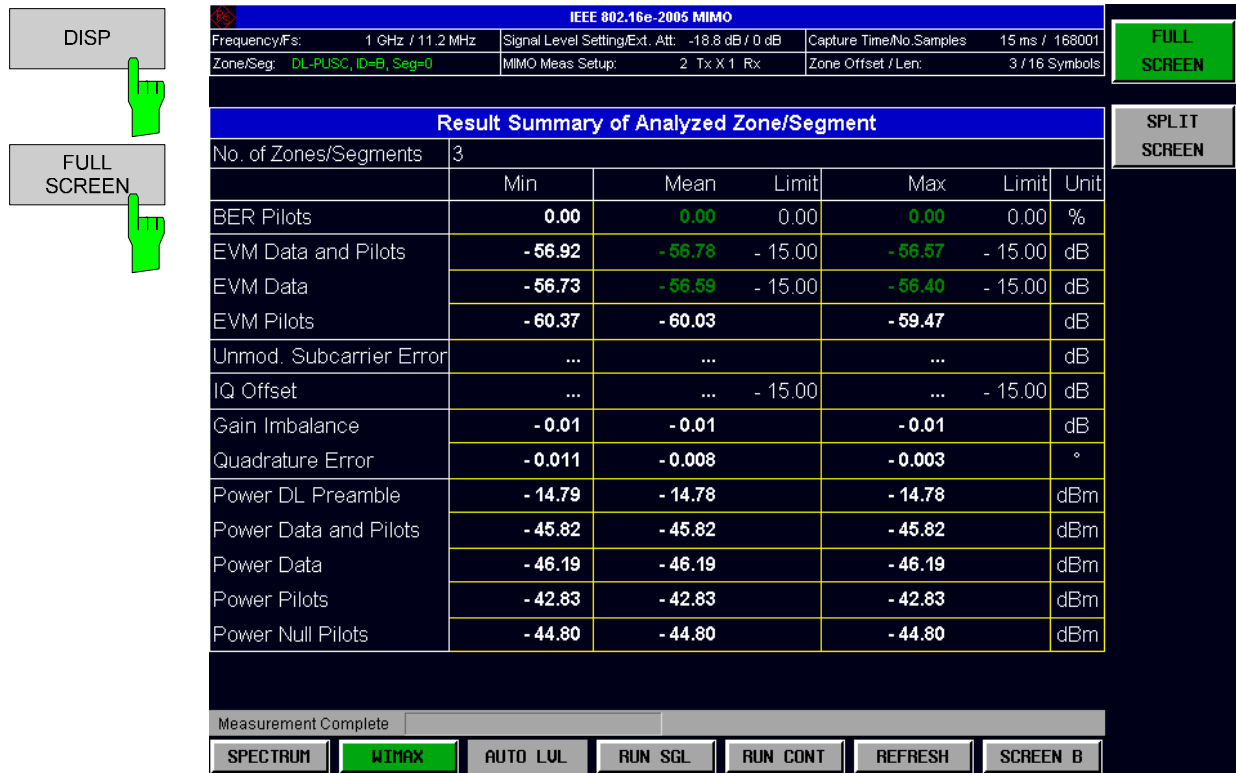 DISP
FULL
SCREEN
IEEE 802.16e-2005 MIMO
Frequency/Fs: 1 GHz / 11.2 MHz Signal Level Setting/Ext. Att: -18.8 dB / 0 dB Capture Time/No.Samples 15 ms / 168001
Zone/Seg: DL-PUSC, ID=B, Seg=0 MIMO Meas Setup: 2 Tx X 1 Rx Zone Offset / Len: 3 / 16 Symbols
Result Summary of Analyzed Zone/Segment
No. of Zones/Segments 3
Min Mean Limit Max Limit Unit
BER Pilots 0.00 0.00 0.00 0.00 0.00 %
EVM Data and Pilots - 56.92 - 56.78 - 15.00 - 56.57 - 15.00 dB
EVM Data - 56.73 - 56.59 - 15.00 - 56.40 - 15.00 dB
EVM Pilots - 60.37 - 60.03 - 59.47 dB
Unmod. Subcarrier Error ... ... ... dB
IQ Offset ... ... - 15.00 ... - 15.00 dB
Gain Imbalance - 0.01 - 0.01 - 0.01 dB
Quadrature Error - 0.011 - 0.008 - 0.003 °
Power DL Preamble - 14.79 - 14.78 - 14.78 dBm
Power Data and Pilots - 45.82 - 45.82 - 45.82 dBm
Power Data - 46.19 - 46.19 - 46.19 dBm
Power Pilots - 42.83 - 42.83 - 42.83 dBm
Power Null Pilots - 44.80 - 44.80 - 44.80 dBm
Measurement Complete
SPECTRUM WIMAX AUTO LVL RUN SGL RUN CONT REFRESH SCREEN B
FULL
SCREEN
SPLIT
SCREEN